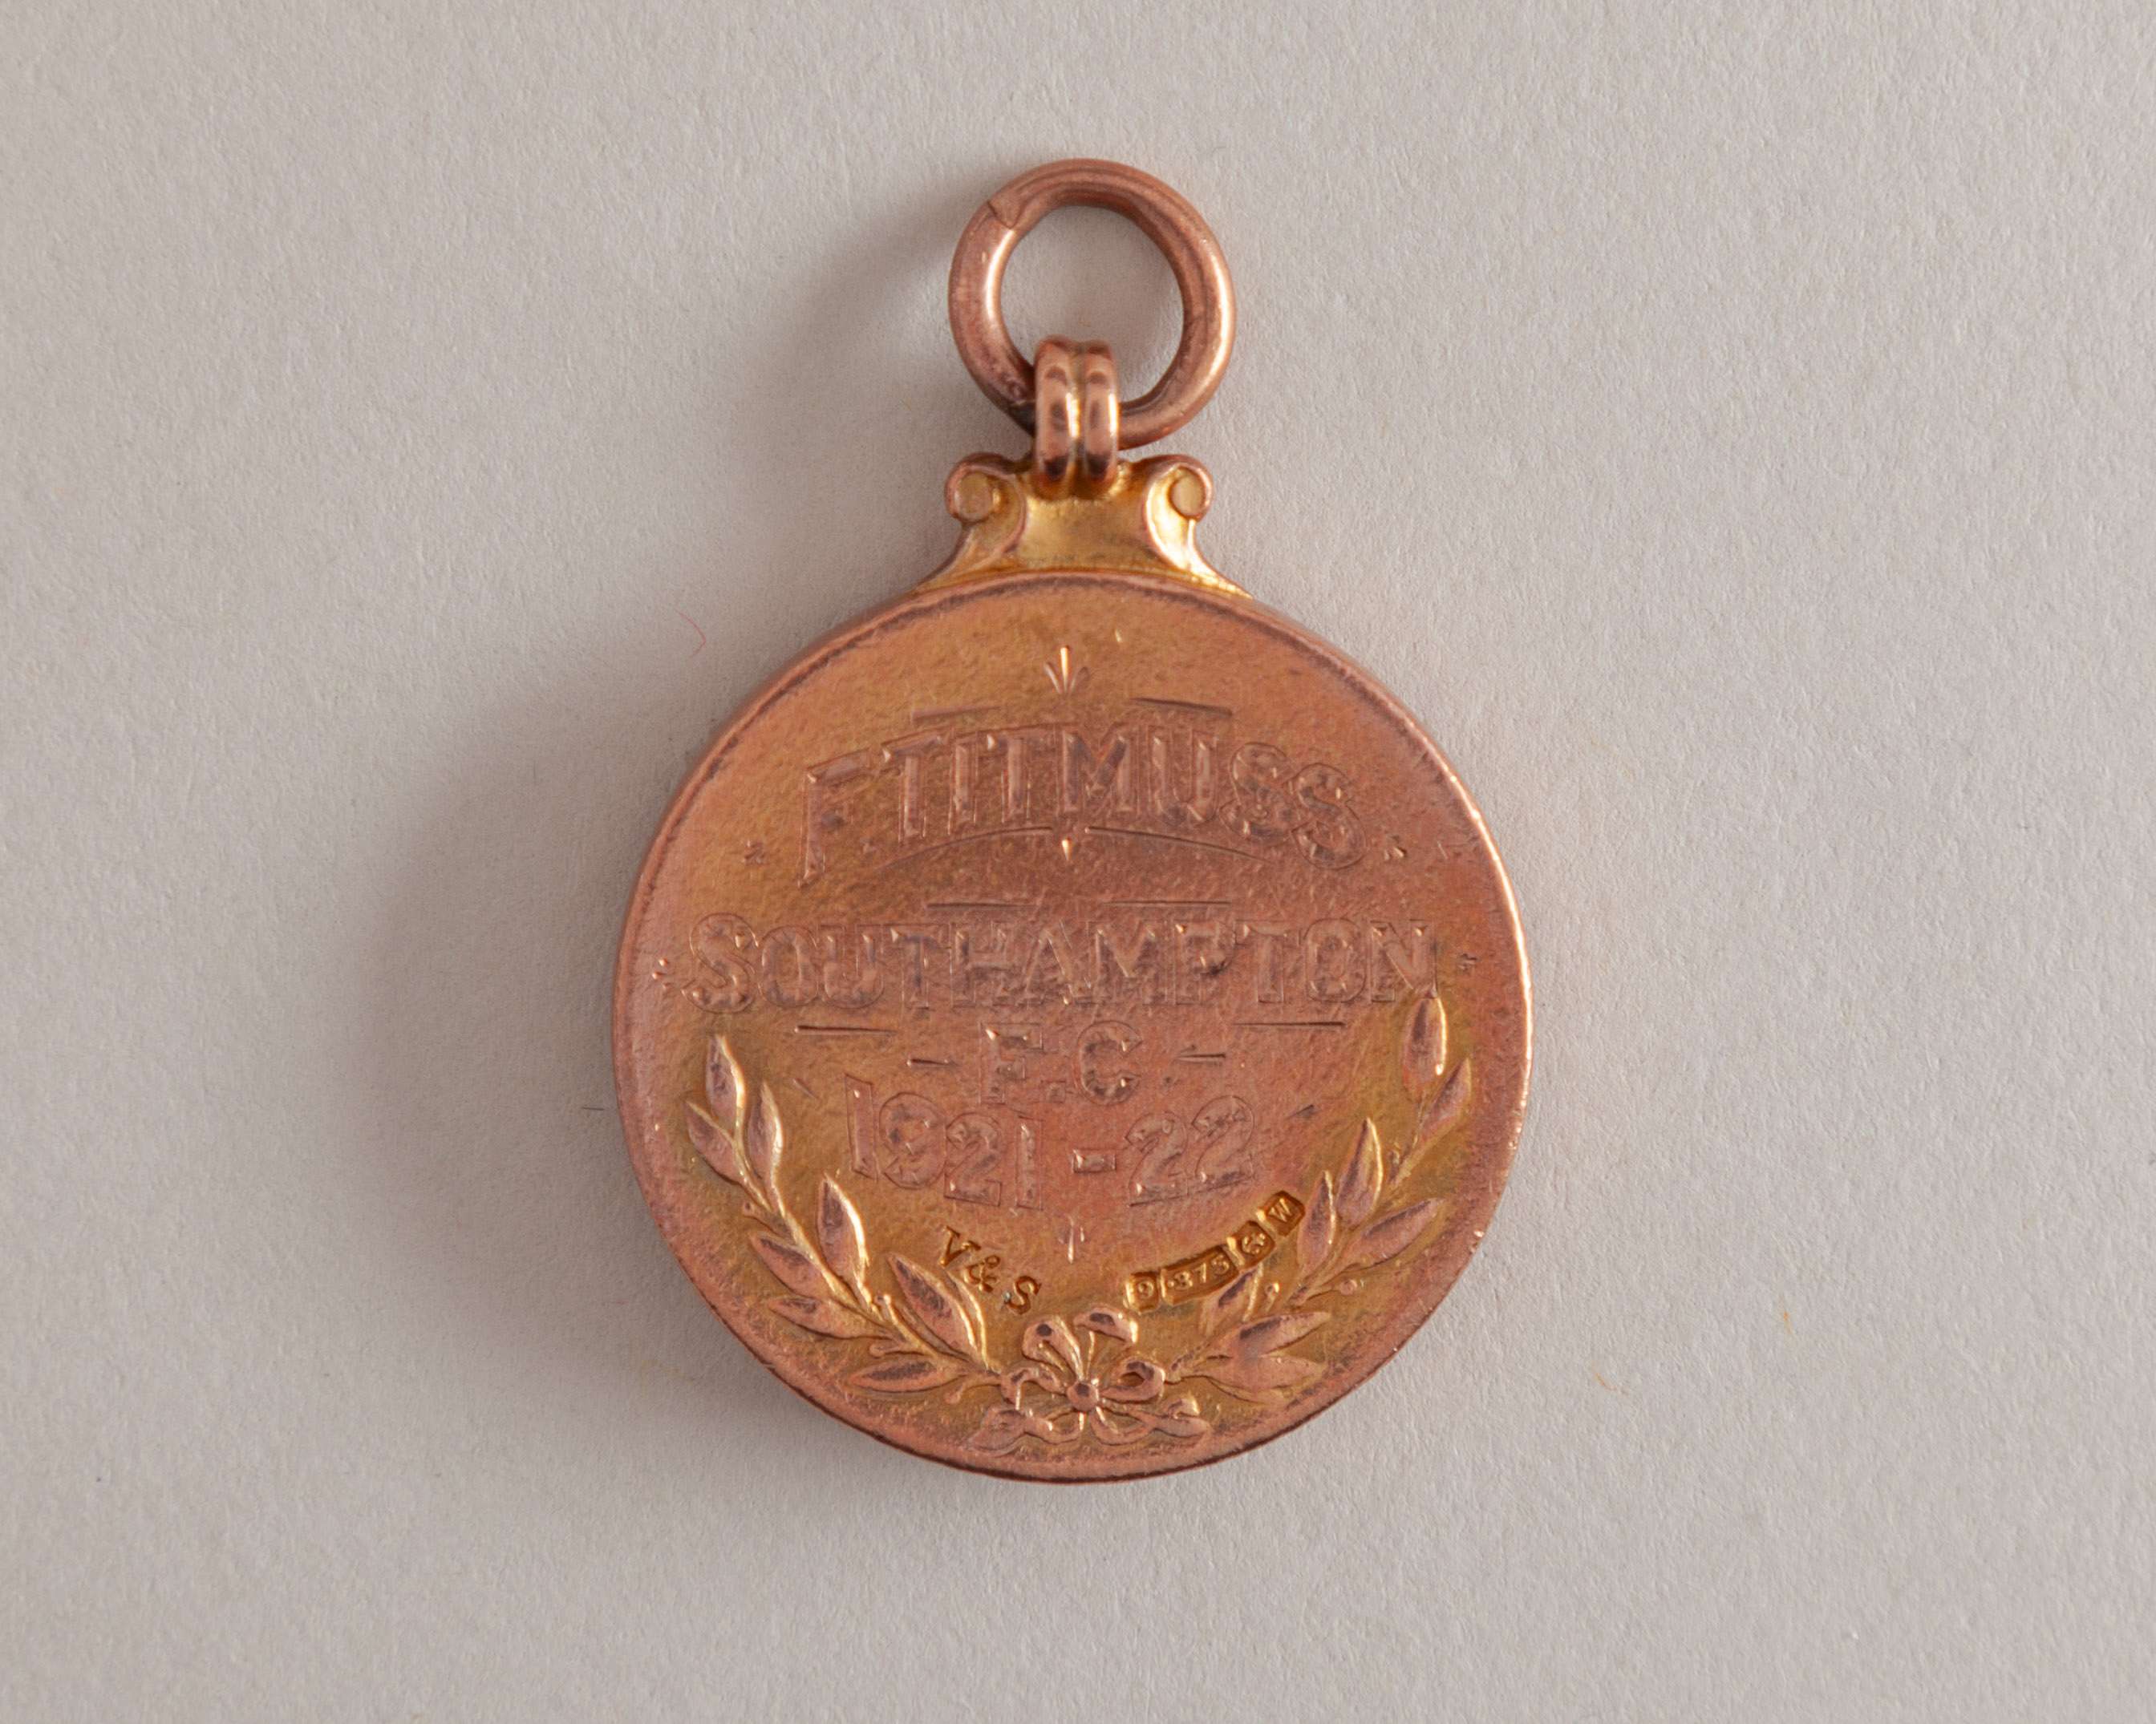 F. TITMUSS
SOUTHAMPTON
F.C
1921-22
V&S
9 .375 W